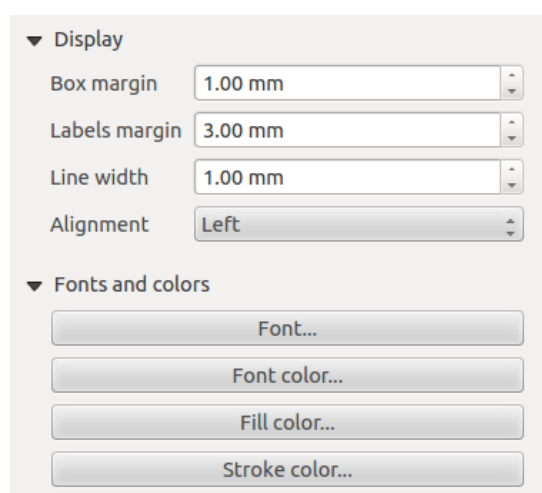 Display
Box margin 1.00 mm
Labels margin 3.00 mm
Line width 1.00 mm
Alignment Left
Fonts and colors
Font...
Font color...
Fill color...
Stroke color...